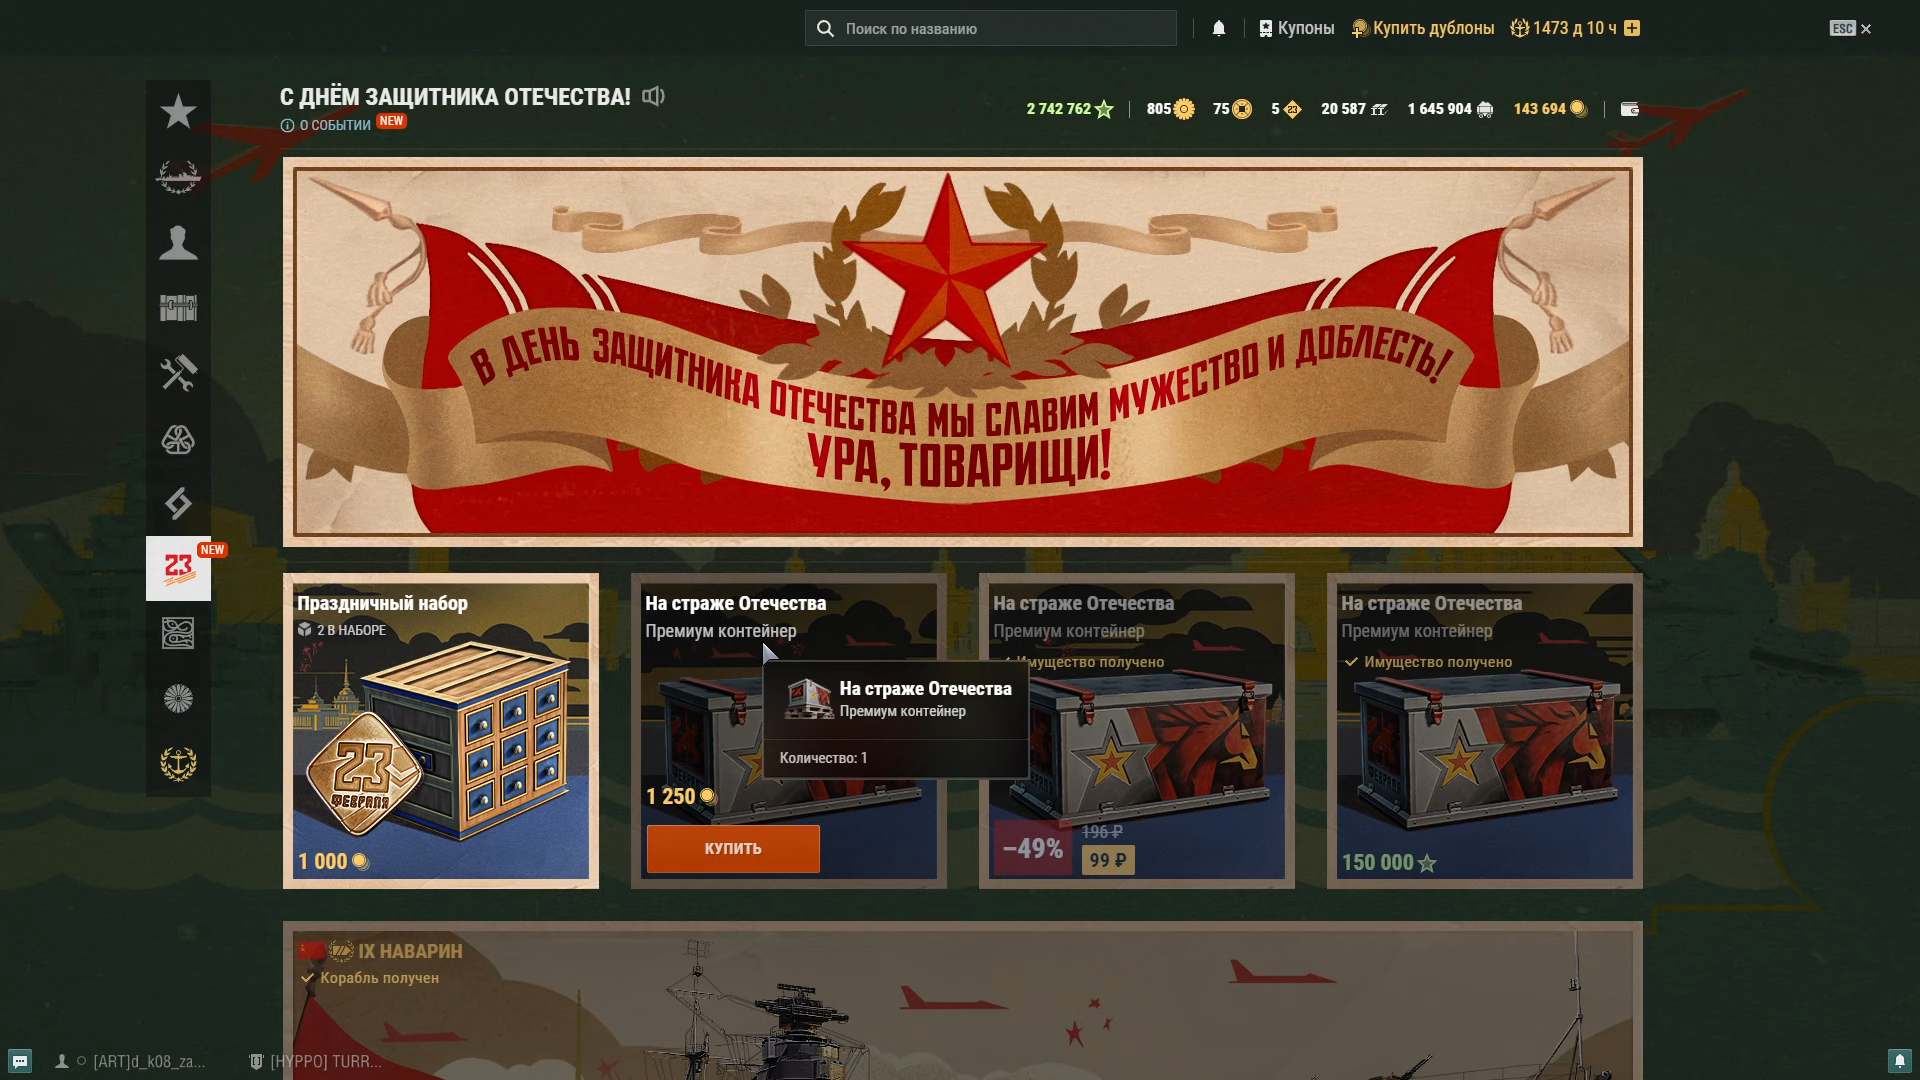 Поиск по названию
Купоны
Купить дублоны
1473 д 10 ч
ESC
С ДНЁМ ЗАЩИТНИКА ОТЕЧЕСТВА!
О СОБЫТИИ
NEW
2 742 762
805
75
5
20 587
1 645 904
143 694
В ДЕНЬ ЗАЩИТНИКА ОТЕЧЕСТВА МЫ СЛАВИМ МУЖЕСТВО И ДОБЛЕСТЬ!
УРА, ТОВАРИЩИ!
23
NEW
Праздничный набор
2 В НАБОРЕ
23
ФЕВРАЛЯ
1 000
На страже Отечества
Премиум контейнер
1 250
КУПИТЬ
На страже Отечества
Премиум контейнер
Количество: 1
На страже Отечества
Премиум контейнер
Имущество получено
–49%
196 ₽
99 ₽
На страже Отечества
Премиум контейнер
Имущество получено
150 000
IX НАВАРИН
Корабль получен
[ART]d_k08_za...
[HYPPO] TURR...